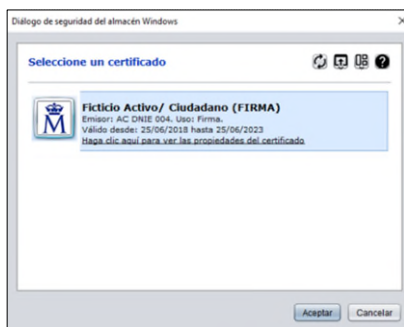 Diálogo de seguridad del almacén Windows
Seleccione un certificado
Ficticio Activo/ Ciudadano (FIRMA)
Emisor: AC DNIE 004. Uso: Firma.
Válido desde: 25/06/2018 hasta 25/06/2023
Haga clic aquí para ver las propiedades del certificado
Aceptar Cancelar